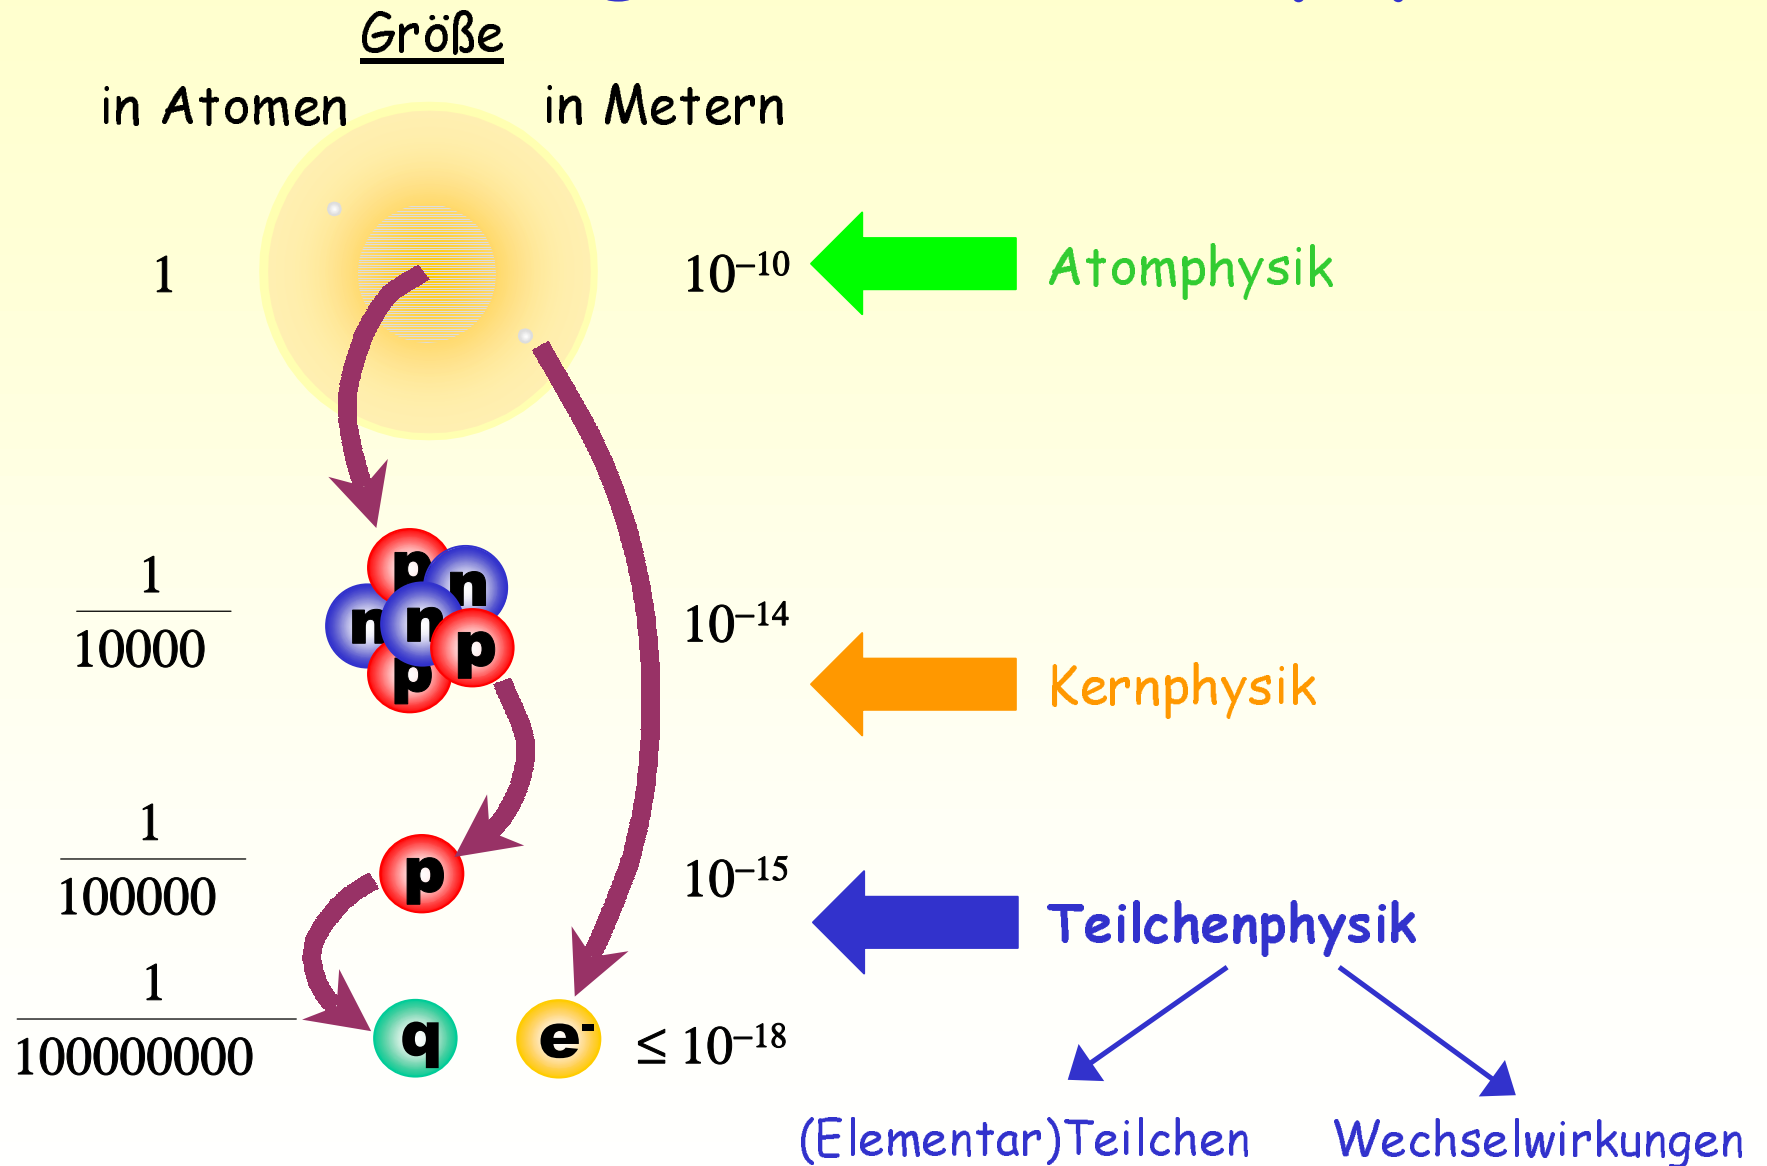 Größe
in Atomen in Metern
1 10⁻¹⁰ Atomphysik
1
10000
p n n n p p
10⁻¹⁴
Kernphysik
1
100000
p
10⁻¹⁵
Teilchenphysik
1
100000000
q e⁻ ≤ 10⁻¹⁸
(Elementar)Teilchen Wechselwirkungen